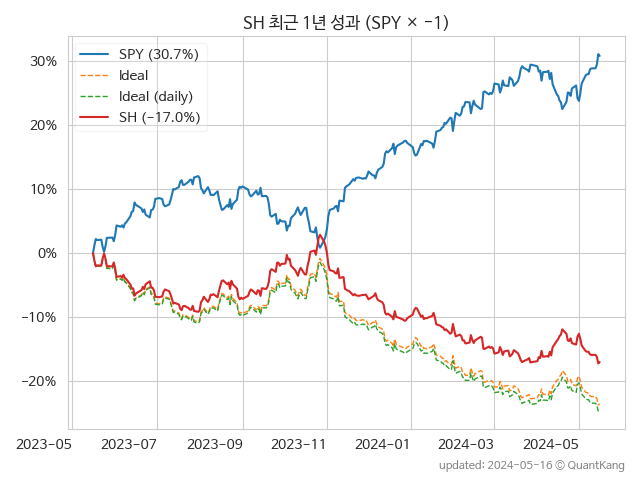 SH 최근 1년 성과 (SPY × −1)
SPY (30.7%)
Ideal
Ideal (daily)
SH (−17.0%)
30%
20%
10%
0%
−10%
−20%
2023-05 2023-07 2023-09 2023-11 2024-01 2024-03 2024-05
updated: 2024-05-16 © QuantKang